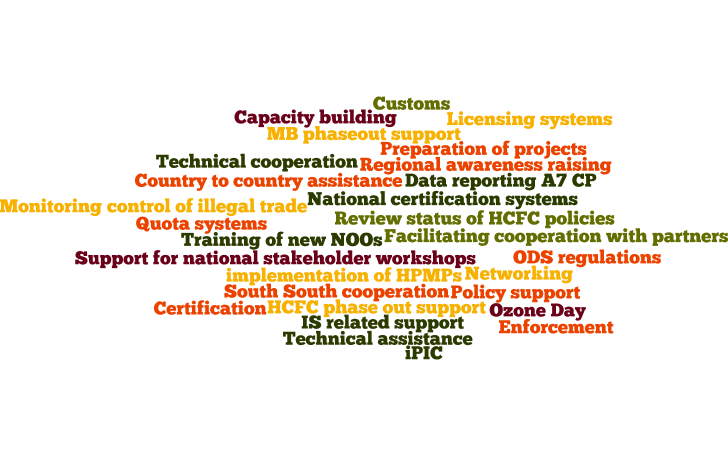 Customs
Capacity building
Licensing systems
MB phaseout support
Preparation of projects
Technical cooperation
Regional awareness raising
Country to country assistance
Data reporting A7 CP
National certification systems
Monitoring control of illegal trade
Review status of HCFC policies
Quota systems
Facilitating cooperation with partners
Training of new NOOs
Support for national stakeholder workshops
ODS regulations
implementation of HPMPs
Networking
South South cooperation
Policy support
Certification
HCFC phase out support
Ozone Day
IS related support
Enforcement
Technical assistance
iPIC